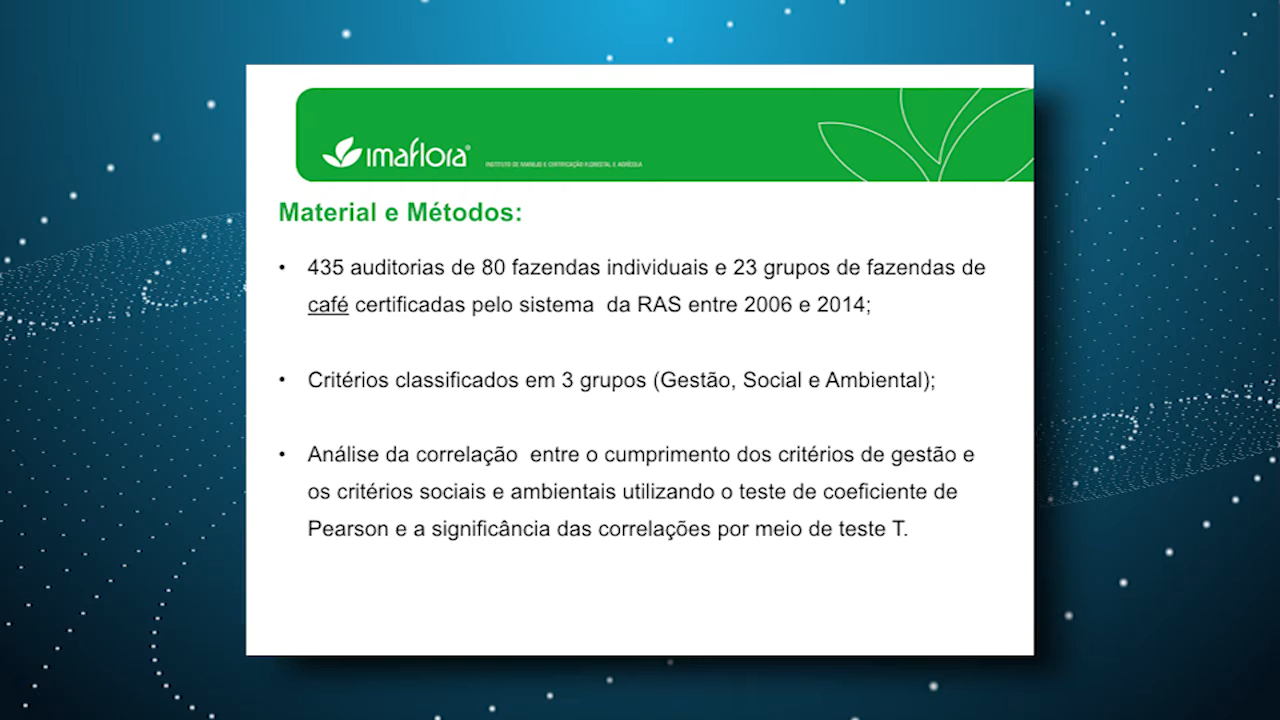 imaflora®
INSTITUTO DE MANEJO E CERTIFICAÇÃO FLORESTAL E AGRÍCOLA
Material e Métodos:
• 435 auditorias de 80 fazendas individuais e 23 grupos de fazendas de
café certificadas pelo sistema  da RAS entre 2006 e 2014;
• Critérios classificados em 3 grupos (Gestão, Social e Ambiental);
• Análise da correlação  entre o cumprimento dos critérios de gestão e
os critérios sociais e ambientais utilizando o teste de coeficiente de
Pearson e a significância das correlações por meio de teste T.